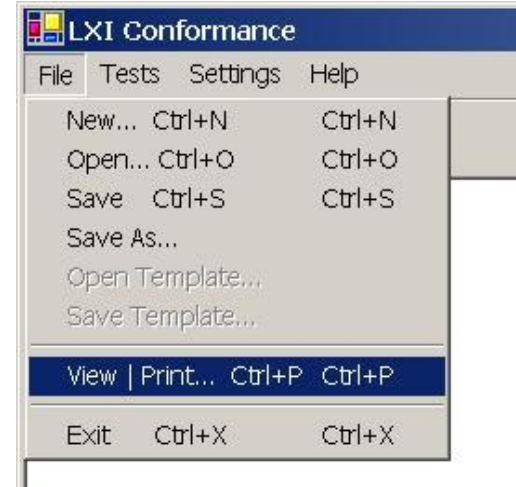 LXI Conformance
File Tests Settings Help
New... Ctrl+N Ctrl+N
Open... Ctrl+O Ctrl+O
Save Ctrl+S Ctrl+S
Save As...
Open Template...
Save Template...
View | Print... Ctrl+P Ctrl+P
Exit Ctrl+X Ctrl+X